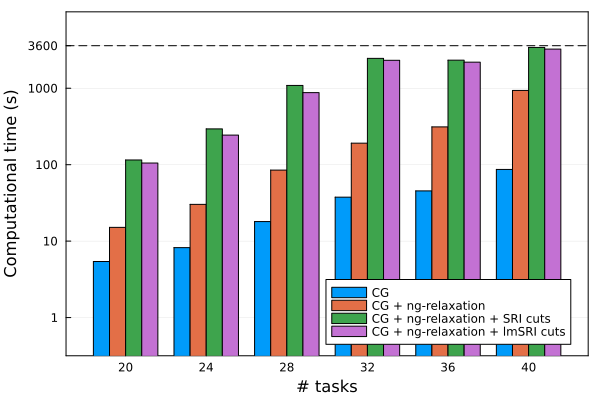 Computational time (s)
3600
1000
100
10
1
CG
CG + ng-relaxation
CG + ng-relaxation + SRI cuts
CG + ng-relaxation + lmSRI cuts
20 24 28 32 36 40
# tasks